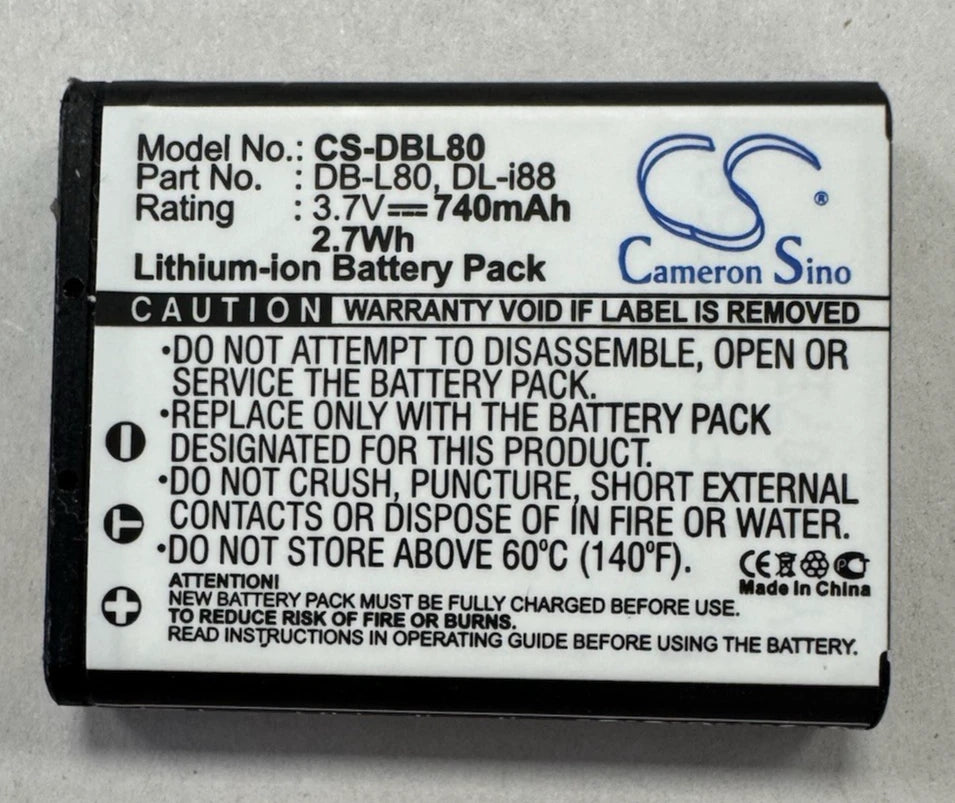 Model No.: CS-DBL80
Part No. : DB-L80, DL-i88
Rating : 3.7V⎓740mAh
2.7Wh
Lithium-ion Battery Pack
CS ®
Cameron Sino
CAUTION WARRANTY VOID IF LABEL IS REMOVED
•DO NOT ATTEMPT TO DISASSEMBLE, OPEN OR
SERVICE THE BATTERY PACK.
•REPLACE ONLY WITH THE BATTERY PACK
DESIGNATED FOR THIS PRODUCT.
•DO NOT CRUSH, PUNCTURE, SHORT EXTERNAL
CONTACTS OR DISPOSE OF IN FIRE OR WATER.
•DO NOT STORE ABOVE 60°C (140°F).
− T +
CE PC
Made in China
ATTENTION!
NEW BATTERY PACK MUST BE FULLY CHARGED BEFORE USE.
TO REDUCE RISK OF FIRE OR BURNS.
READ INSTRUCTIONS IN OPERATING GUIDE BEFORE USING THE BATTERY.